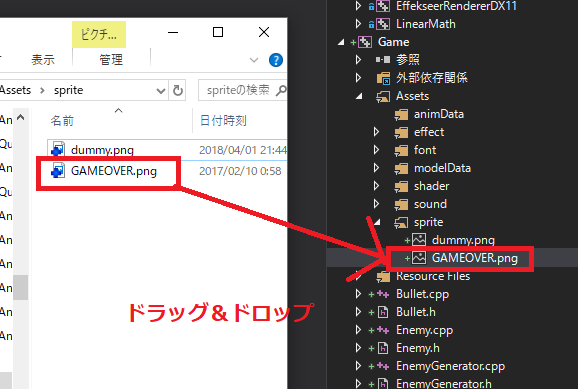 ピクチ...
表示
管理
Assets
sprite
spriteの検索
名前
日付時刻
An
dummy.png
2018/04/01 21:44
Qu
GAMEOVER.png
2017/02/10 0:58
An
Qu
An
An
An
An
An
An
ドラッグ＆ドロップ
EffekseerRendererDX11
LinearMath
Game
参照
外部依存関係
Assets
animData
effect
font
modelData
shader
sound
sprite
dummy.png
GAMEOVER.png
Resource Files
Bullet.cpp
Bullet.h
Enemy.cpp
Enemy.h
EnemyGenerator.cpp
EnemyGenerator.h